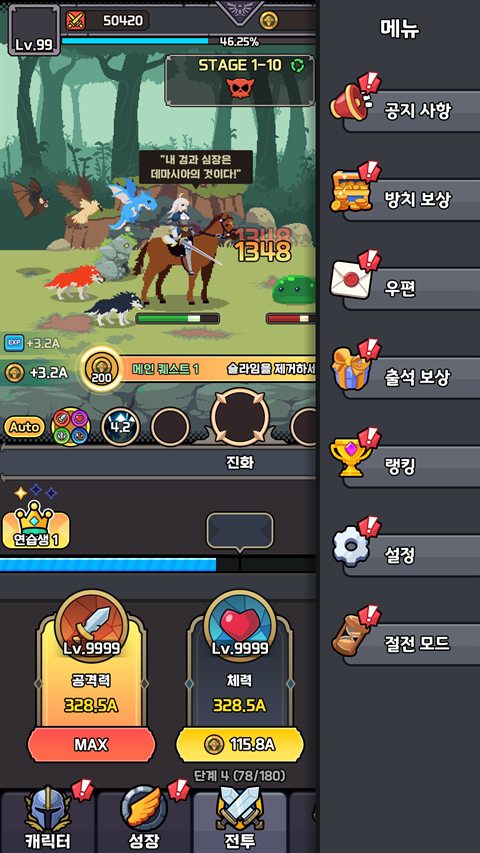 Lv.99
50420
46.25%
STAGE 1-10
"내 검과 심장은
데마시아의 것이다!"
1348
1348
EXP +3.2A
+3.2A
200
메인 퀘스트 1 슬라임을 제거하세
Auto
4.2
진화
연습생 1
Lv.9999
공격력
328.5A
MAX
Lv.9999
체력
328.5A
115.8A
단계 4 (78/180)
캐릭터
성장
전투
메뉴
공지 사항
방치 보상
우편
출석 보상
랭킹
설정
절전 모드